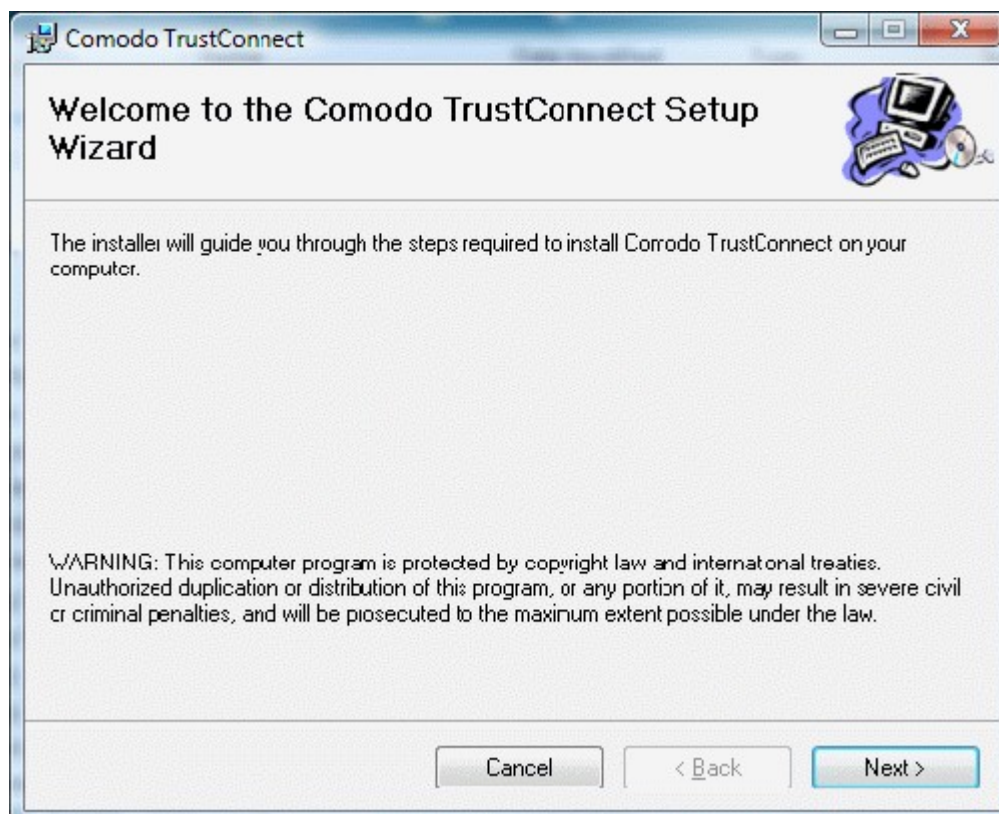 Comodo TrustConnect
Welcome to the Comodo TrustConnect Setup
Wizard
The installer will guide you through the steps required to install Comodo TrustConnect on your
computer.
WARNING: This computer program is protected by copyright law and international treaties.
Unauthorized duplication or distribution of this program, or any portion of it, may result in severe civil
or criminal penalties, and will be prosecuted to the maximum extent possible under the law.
Cancel
< Back
Next >